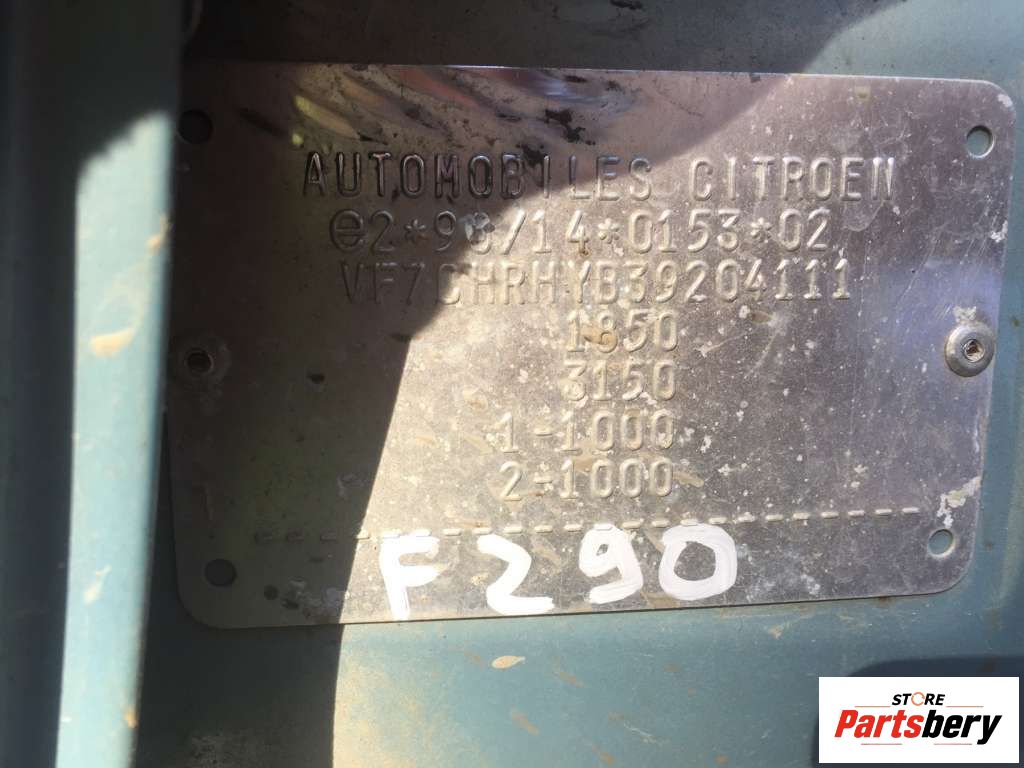 AUTOMOBILES CITROEN
e2*98/14*0153*02
VF7CHRHYB39204111
1850
3150
1-1000
2-1000
F290
STORE
Partsbery